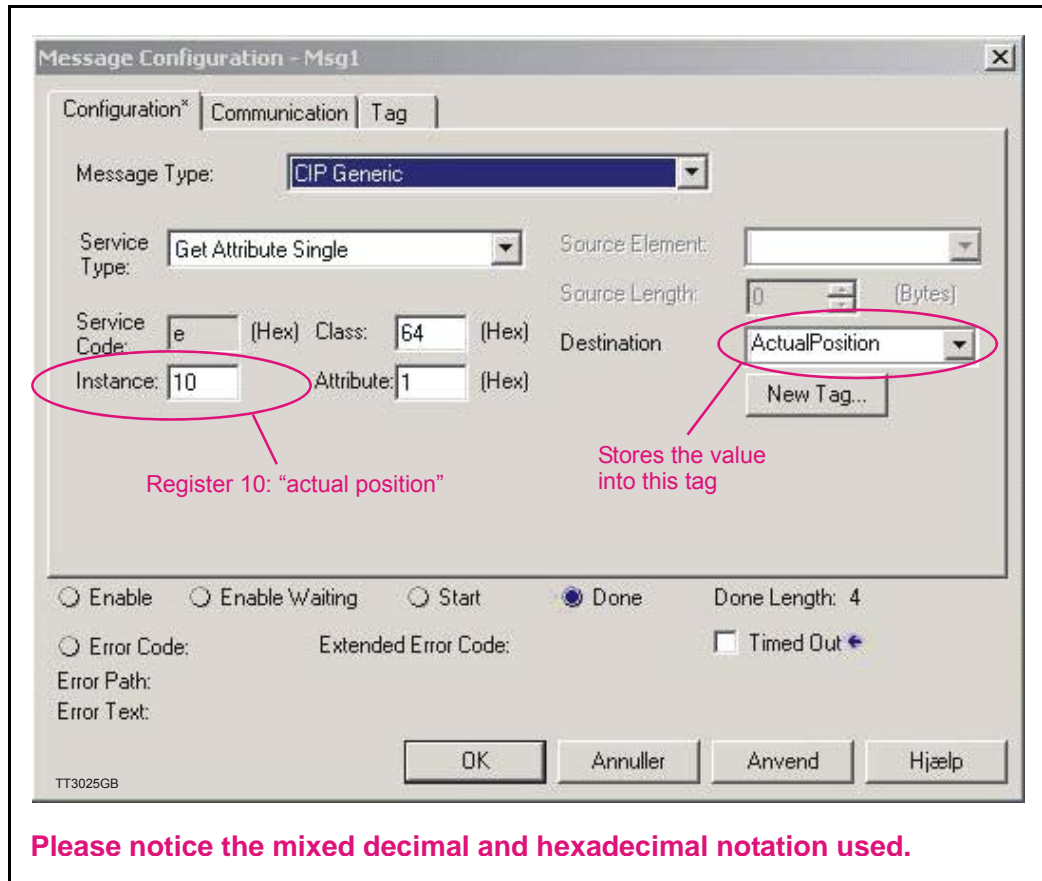 Message Configuration - Msg1
Configuration* Communication Tag
Message Type: CIP Generic
Service Type: Get Attribute Single
Source Element:
Source Length: 0 (Bytes)
Service Code: e (Hex) Class: 64 (Hex)
Destination ActualPosition
Instance: 10 Attribute: 1 (Hex)
New Tag...
Register 10: “actual position”
Stores the value
into this tag
Enable Enable Waiting Start Done Done Length: 4
Error Code: Extended Error Code: Timed Out
Error Path:
Error Text:
OK Annuller Anvend Hjælp
TT3025GB
Please notice the mixed decimal and hexadecimal notation used.